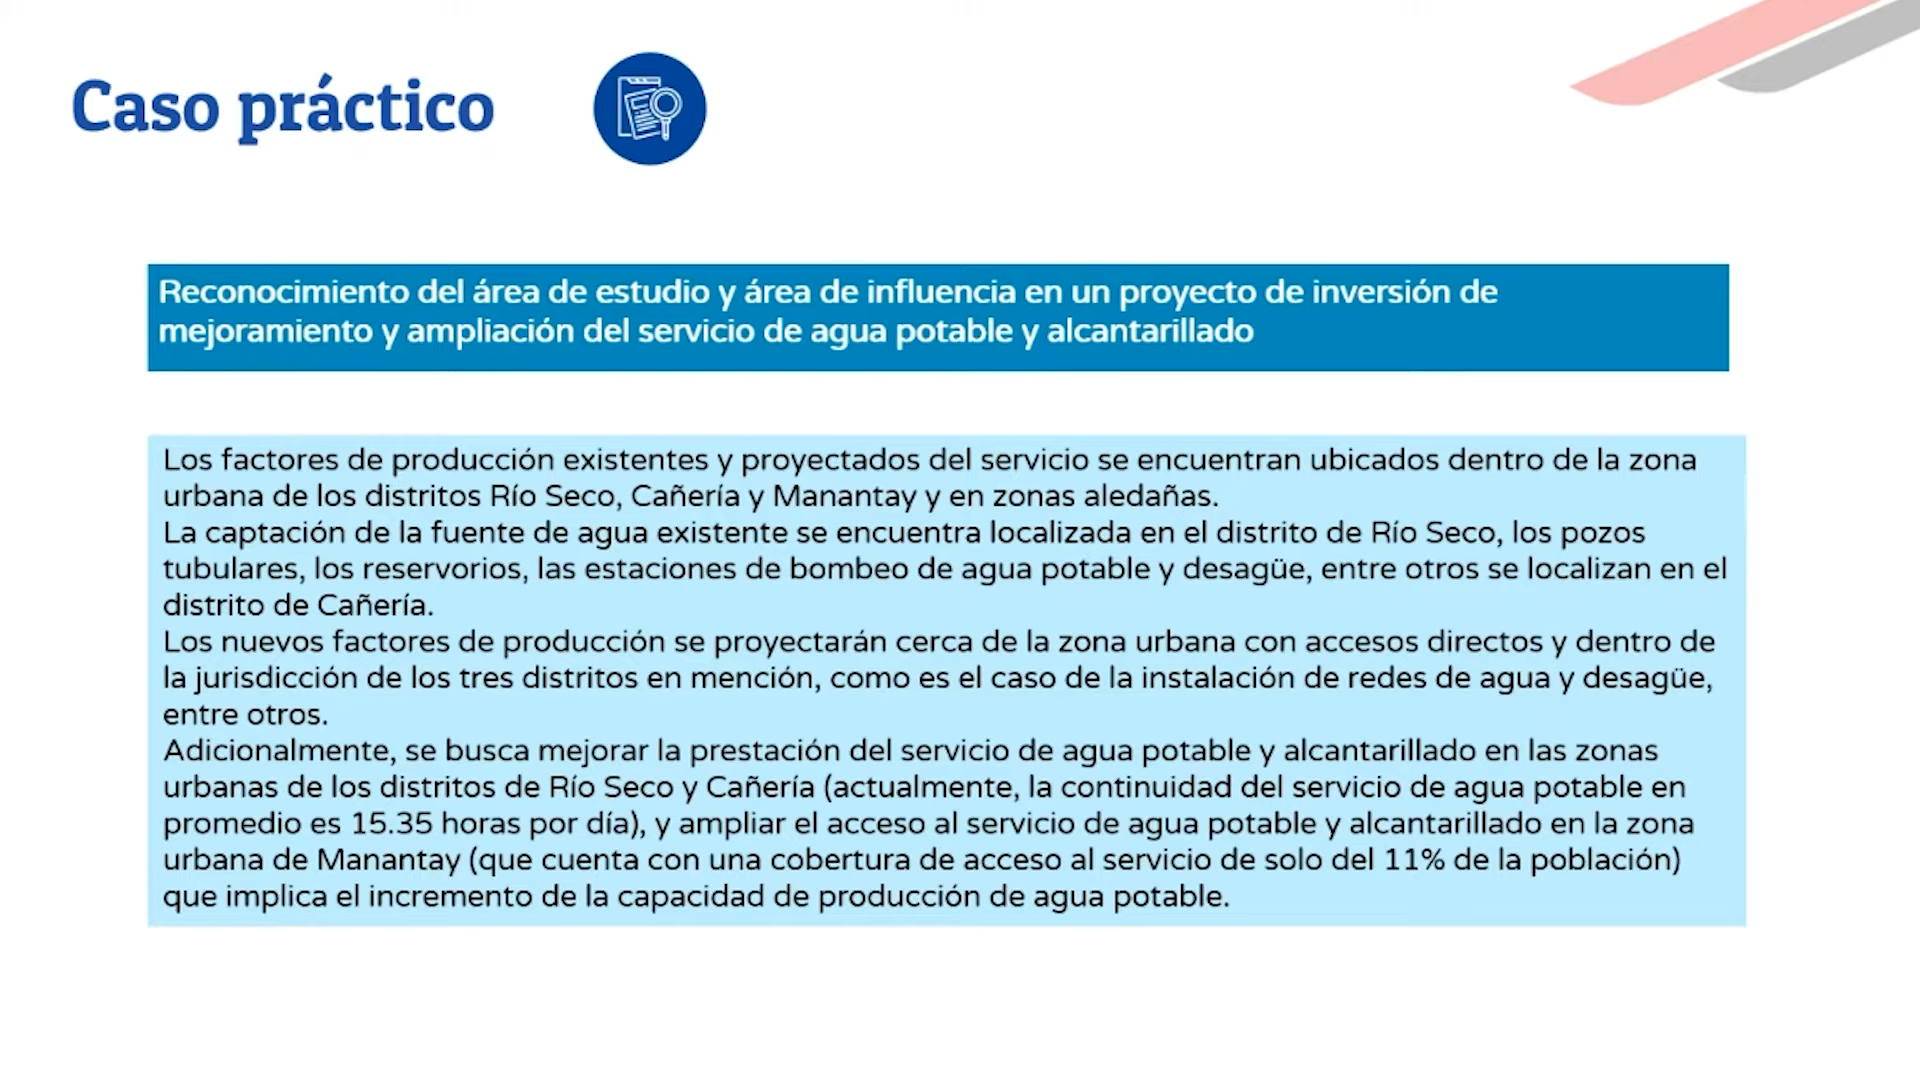 Caso práctico
Reconocimiento del área de estudio y área de influencia en un proyecto de inversión de
mejoramiento y ampliación del servicio de agua potable y alcantarillado
Los factores de producción existentes y proyectados del servicio se encuentran ubicados dentro de la zona
urbana de los distritos Río Seco, Cañería y Manantay y en zonas aledañas.
La captación de la fuente de agua existente se encuentra localizada en el distrito de Río Seco, los pozos
tubulares, los reservorios, las estaciones de bombeo de agua potable y desagüe, entre otros se localizan en el
distrito de Cañería.
Los nuevos factores de producción se proyectarán cerca de la zona urbana con accesos directos y dentro de
la jurisdicción de los tres distritos en mención, como es el caso de la instalación de redes de agua y desagüe,
entre otros.
Adicionalmente, se busca mejorar la prestación del servicio de agua potable y alcantarillado en las zonas
urbanas de los distritos de Río Seco y Cañería (actualmente, la continuidad del servicio de agua potable en
promedio es 15.35 horas por día), y ampliar el acceso al servicio de agua potable y alcantarillado en la zona
urbana de Manantay (que cuenta con una cobertura de acceso al servicio de solo del 11% de la población)
que implica el incremento de la capacidad de producción de agua potable.